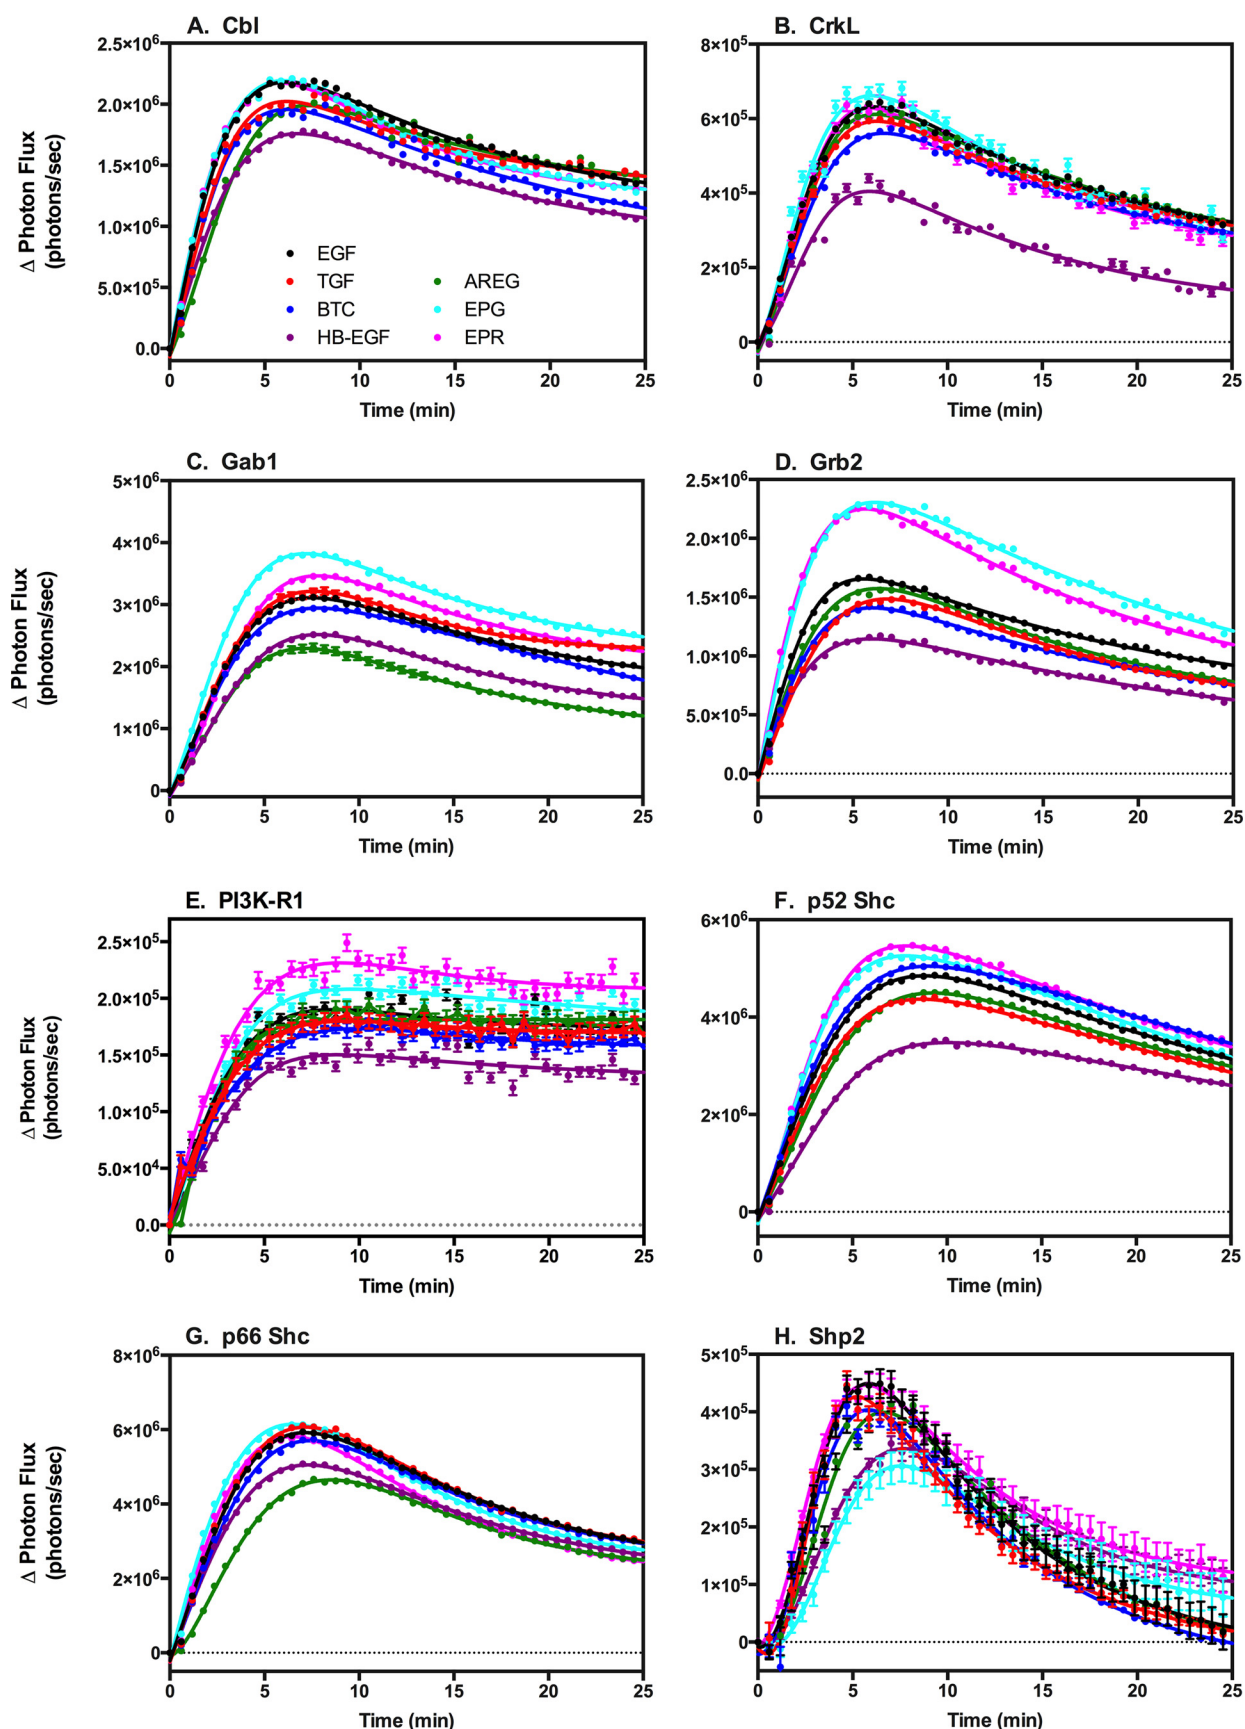 A. Cbl
Δ Photon Flux
(photons/sec)
2.5×10⁶
2.0×10⁶
1.5×10⁶
1.0×10⁶
5.0×10⁵
0.0
EGF
TGF
BTC
HB-EGF
AREG
EPG
EPR
0 5 10 15 20 25
Time (min)
B. CrkL
8×10⁵
6×10⁵
4×10⁵
2×10⁵
0
0 5 10 15 20 25
Time (min)
C. Gab1
Δ Photon Flux
(photons/sec)
5×10⁶
4×10⁶
3×10⁶
2×10⁶
1×10⁶
0
0 5 10 15 20 25
Time (min)
D. Grb2
2.5×10⁶
2.0×10⁶
1.5×10⁶
1.0×10⁶
5.0×10⁵
0.0
0 5 10 15 20 25
Time (min)
E. PI3K-R1
Δ Photon Flux
(photons/sec)
2.5×10⁵
2.0×10⁵
1.5×10⁵
1.0×10⁵
5.0×10⁴
0.0
0 5 10 15 20 25
Time (min)
F. p52 Shc
6×10⁶
4×10⁶
2×10⁶
0
0 5 10 15 20 25
Time (min)
G. p66 Shc
Δ Photon Flux
(photons/sec)
8×10⁶
6×10⁶
4×10⁶
2×10⁶
0
0 5 10 15 20 25
Time (min)
H. Shp2
5×10⁵
4×10⁵
3×10⁵
2×10⁵
1×10⁵
0
0 5 10 15 20 25
Time (min)